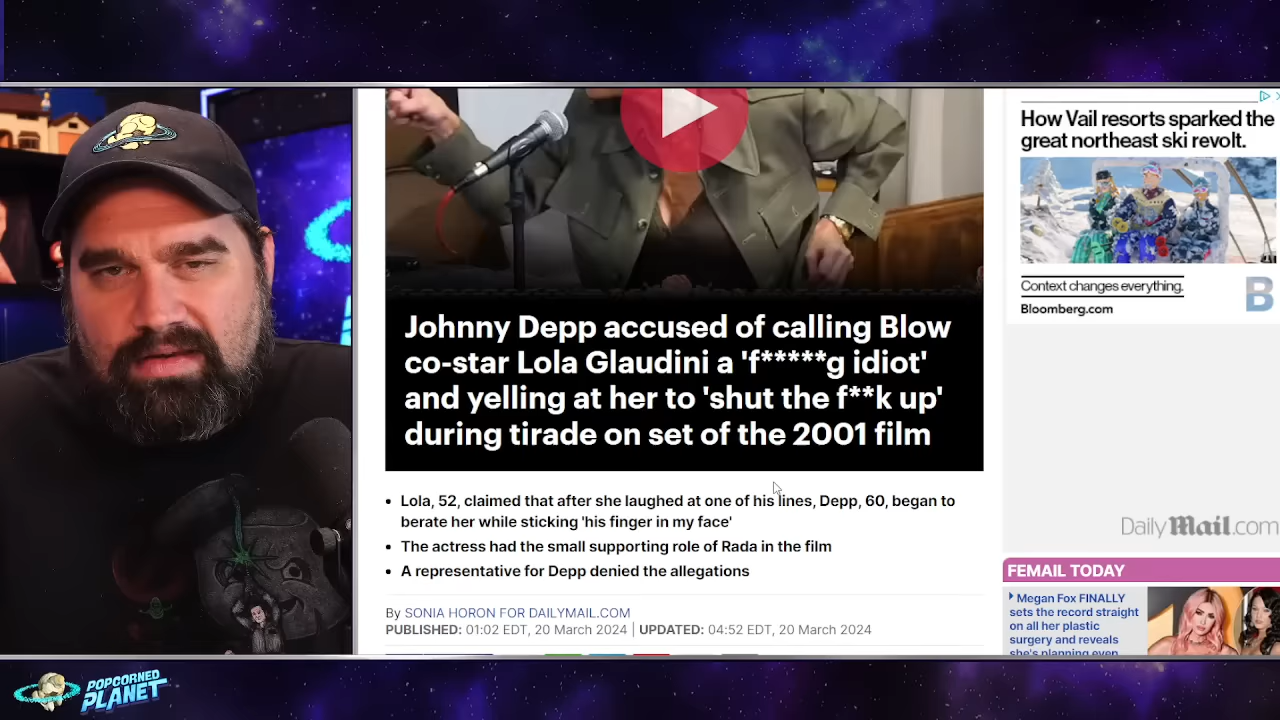 Johnny Depp accused of calling Blow
co-star Lola Glaudini a 'f*****g idiot'
and yelling at her to 'shut the f**k up'
during tirade on set of the 2001 film
• Lola, 52, claimed that after she laughed at one of his lines, Depp, 60, began to
berate her while sticking 'his finger in my face'
• The actress had the small supporting role of Rada in the film
• A representative for Depp denied the allegations
By SONIA HORON FOR DAILYMAIL.COM
PUBLISHED: 01:02 EDT, 20 March 2024 | UPDATED: 04:52 EDT, 20 March 2024
How Vail resorts sparked the
great northeast ski revolt.
Context changes everything.
Bloomberg.com
B
Daily Mail.com
FEMAIL TODAY
Megan Fox FINALLY
sets the record straight
on all her plastic
surgery and reveals
she's planning even
POPCORNED
PLANET